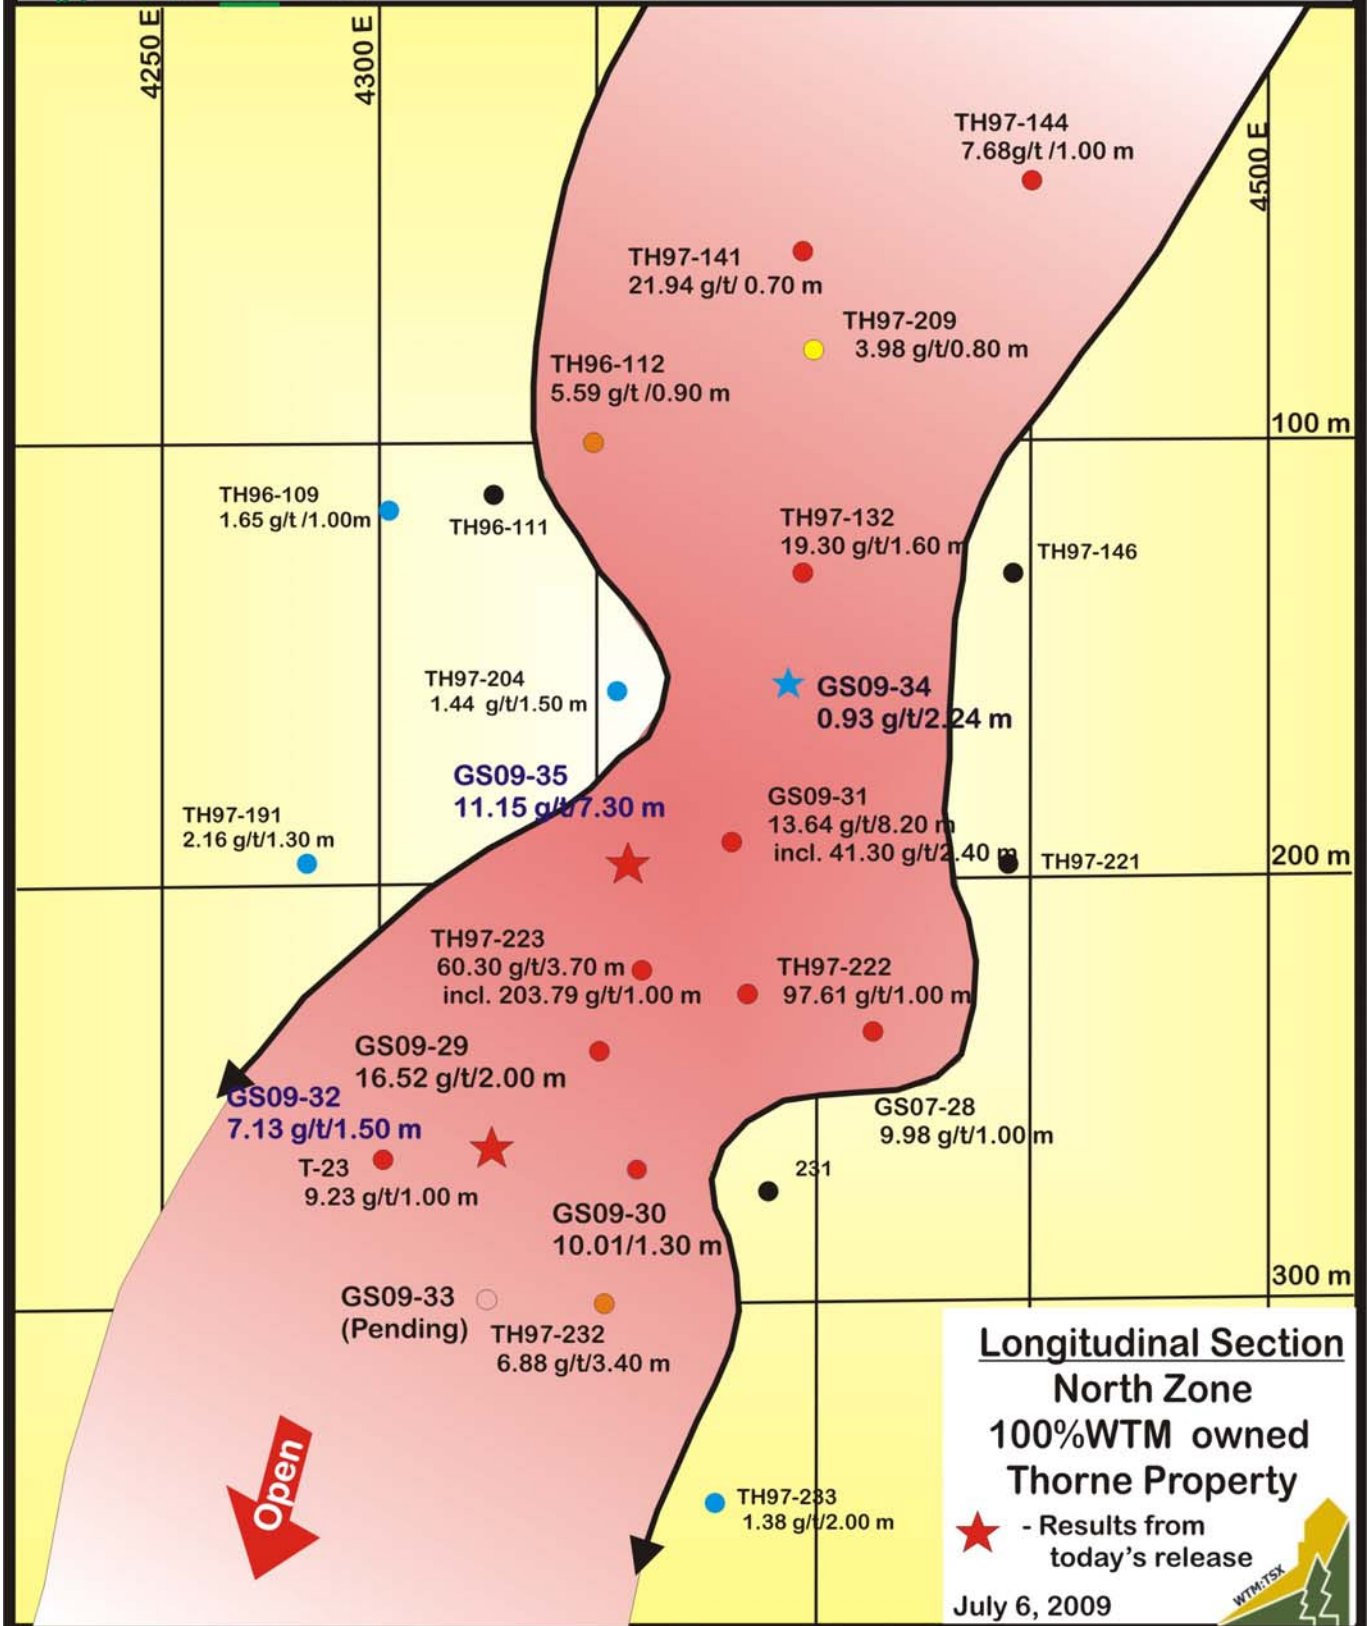 4250 E
4300 E
4500 E
TH97-144
7.68g/t /1.00 m
TH97-141
21.94 g/t/ 0.70 m
TH97-209
3.98 g/t/0.80 m
TH96-112
5.59 g/t /0.90 m
100 m
TH96-109
1.65 g/t /1.00m
TH96-111
TH97-132
19.30 g/t/1.60 m
TH97-146
TH97-204
1.44 g/t/1.50 m
GS09-34
0.93 g/t/2.24 m
GS09-35
11.15 g/t/7.30 m
GS09-31
13.64 g/t/8.20 m
incl. 41.30 g/t/2.40 m
TH97-191
2.16 g/t/1.30 m
TH97-221
200 m
TH97-223
60.30 g/t/3.70 m
incl. 203.79 g/t/1.00 m
TH97-222
97.61 g/t/1.00 m
GS09-29
16.52 g/t/2.00 m
GS09-32
7.13 g/t/1.50 m
GS07-28
9.98 g/t/1.00 m
T-23
9.23 g/t/1.00 m
231
GS09-30
10.01/1.30 m
300 m
GS09-33
(Pending)
TH97-232
6.88 g/t/3.40 m
Open
TH97-233
1.38 g/t/2.00 m
Longitudinal Section
North Zone
100%WTM owned
Thorne Property
- Results from
today's release
WTM:TSX
July 6, 2009